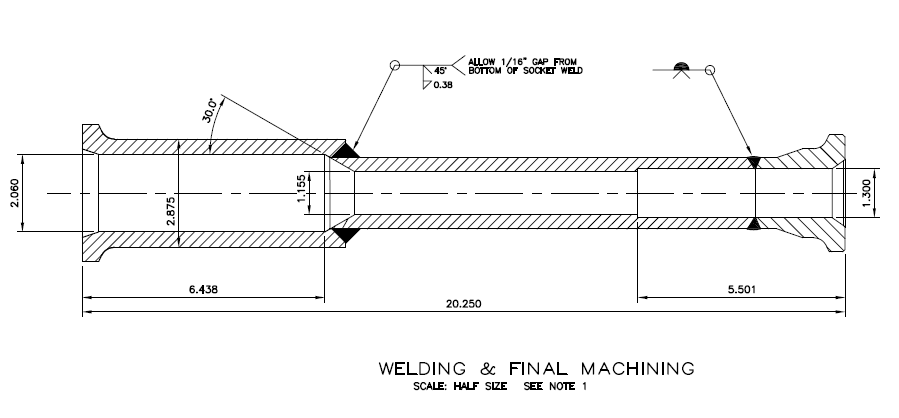 ALLOW 1/16" GAP FROM
BOTTOM OF SOCKET WELD
45°
0.38
30.0°
2.060
2.875
1.155
1.300
6.438
5.501
20.250
WELDING & FINAL MACHINING
SCALE: HALF SIZE SEE NOTE 1